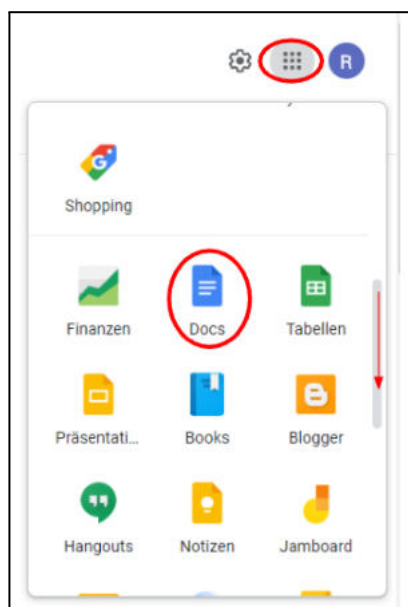 R
Shopping
Finanzen Docs Tabellen
Präsentati... Books Blogger
Hangouts Notizen Jamboard